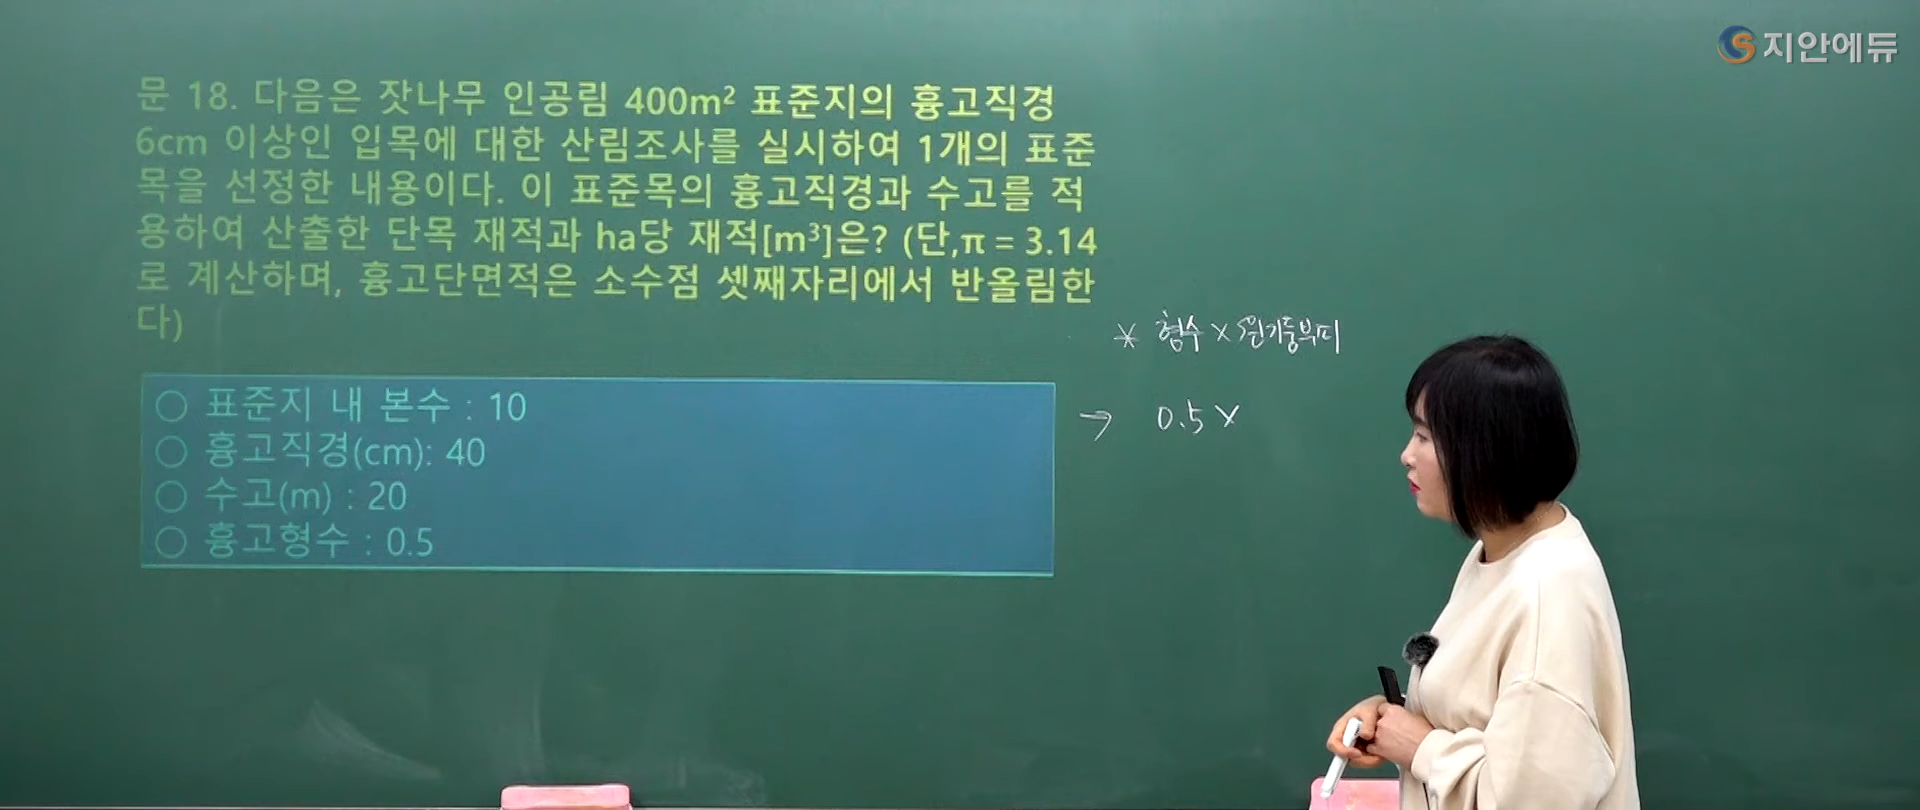 지안에듀
문 18. 다음은 잣나무 인공림 400m² 표준지의 흉고직경
6cm 이상인 입목에 대한 산림조사를 실시하여 1개의 표준
목을 선정한 내용이다. 이 표준목의 흉고직경과 수고를 적
용하여 산출한 단목 재적과 ha당 재적[m³]은? (단,π = 3.14
로 계산하며, 흉고단면적은 소수점 셋째자리에서 반올림한
다)
* 형수 × 원기둥부피
○ 표준지 내 본수 : 10
○ 흉고직경(cm): 40
○ 수고(m) : 20
○ 흉고형수 : 0.5
→ 0.5 ×